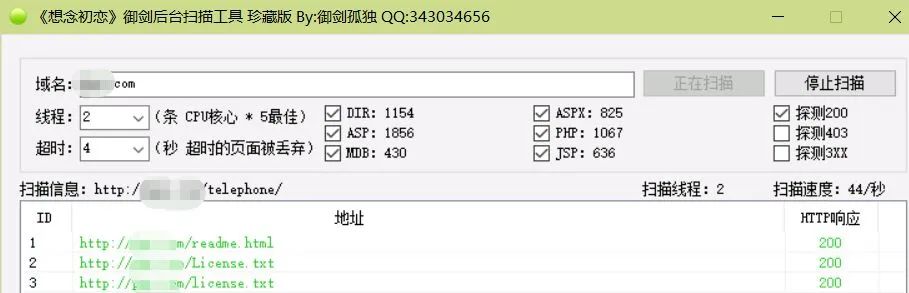 《想念初恋》御剑后台扫描工具 珍藏版 By:御剑孤独 QQ:343034656
域名: com 正在扫描 停止扫描
线程: 2 (条 CPU核心 * 5最佳) DIR: 1154 ASPX: 825 探测200
ASP: 1856 PHP: 1067 探测403
超时: 4 (秒 超时的页面被丢弃) MDB: 430 JSP: 636 探测3XX
扫描信息: http:/ /telephone/ 扫描线程: 2 扫描速度: 44/秒
ID 地址 HTTP响应
1 http:// m/readme.html 200
2 http:// m/License.txt 200
3 http:/ m/license.txt 200